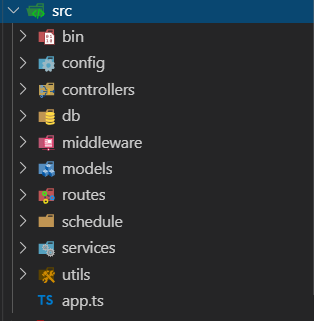 src
bin
config
controllers
db
middleware
models
routes
schedule
services
utils
TS app.ts